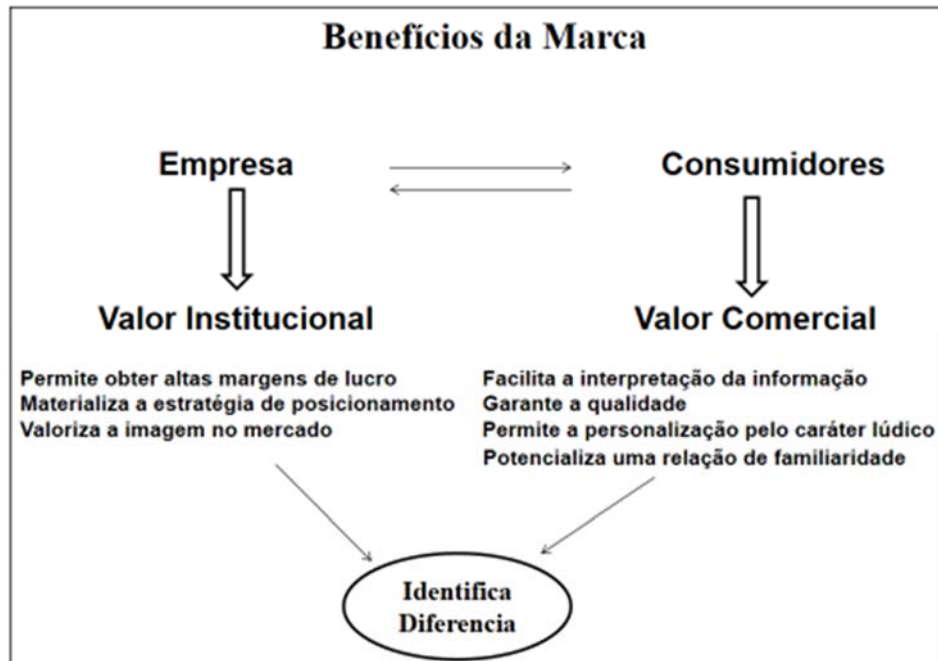 Benefícios da Marca
Empresa
Consumidores
Valor Institucional
Valor Comercial
Permite obter altas margens de lucro
Materializa a estratégia de posicionamento
Valoriza a imagem no mercado
Facilita a interpretação da informação
Garante a qualidade
Permite a personalização pelo caráter lúdico
Potencializa uma relação de familiaridade
Identifica
Diferencia